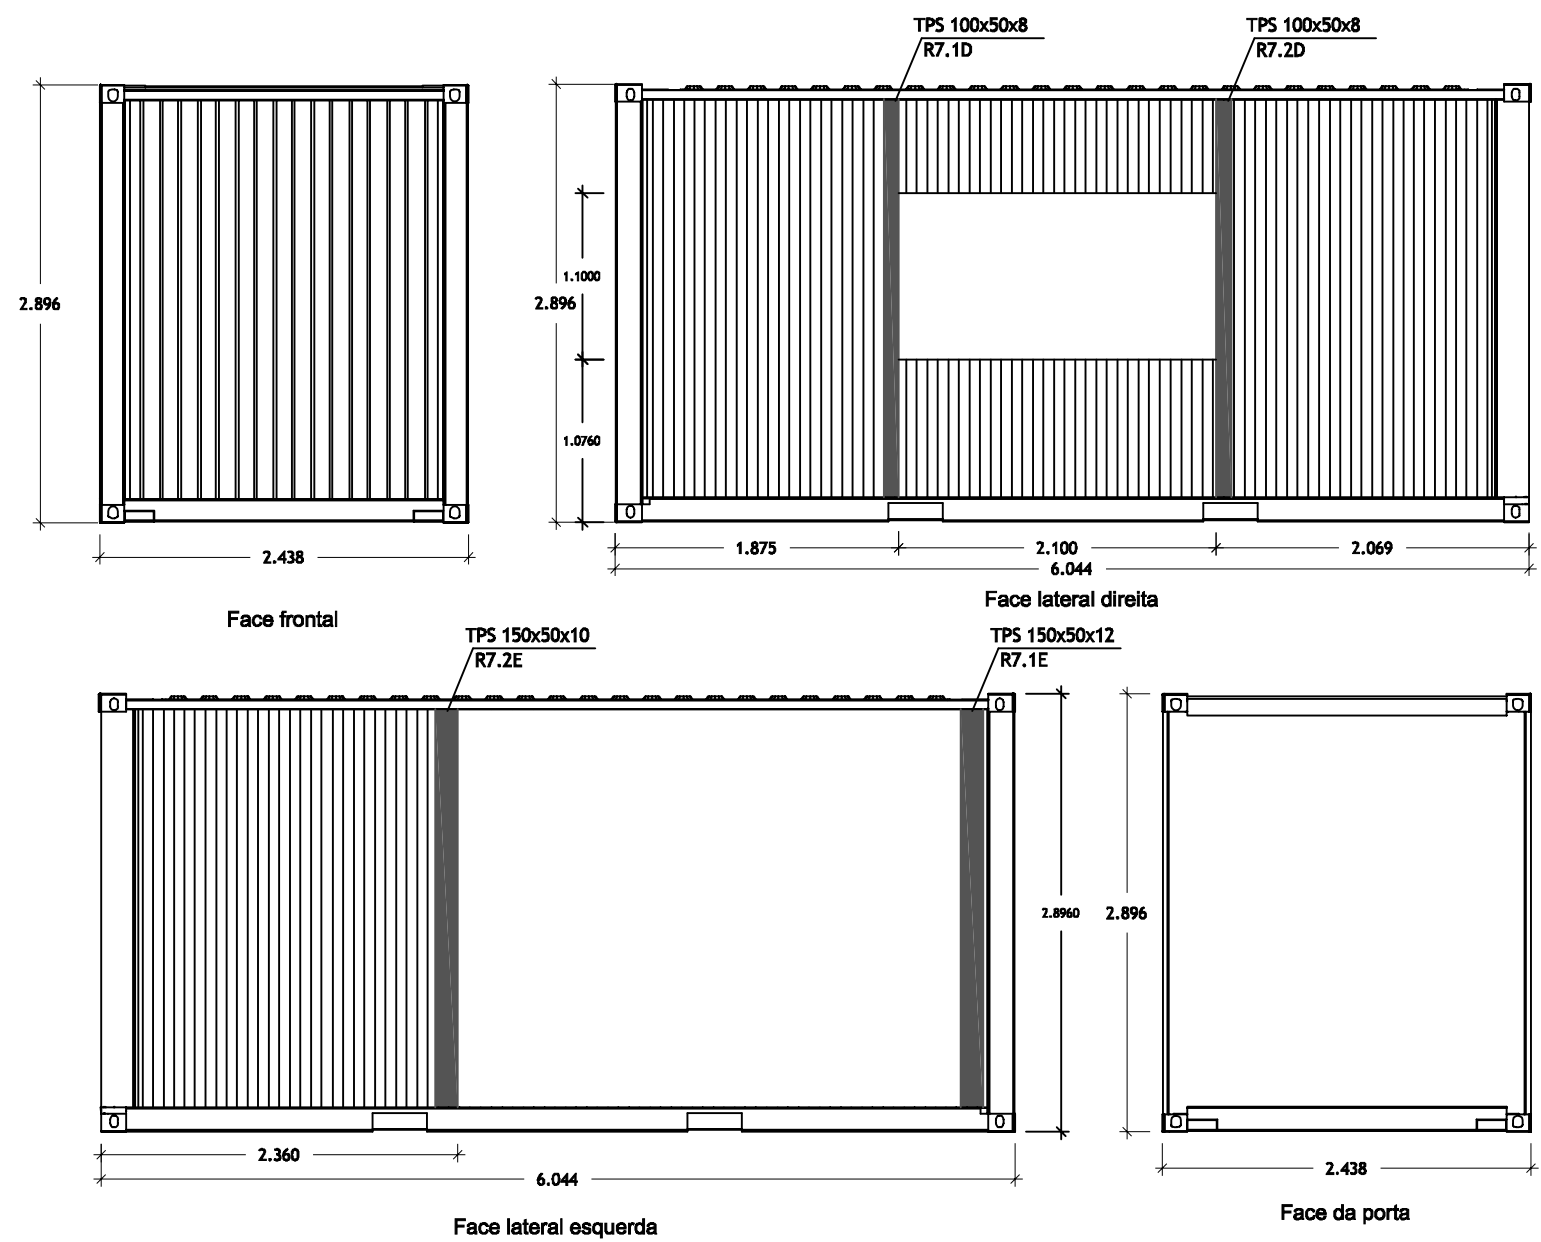 TPS 100x50x8
R7.1D
TPS 100x50x8
R7.2D
2.896
2.438
Face frontal
1.1000
2.896
1.0760
1.875
2.100
2.069
6.044
Face lateral direita
TPS 150x50x10
R7.2E
TPS 150x50x12
R7.1E
2.8960
2.360
6.044
Face lateral esquerda
2.896
2.438
Face da porta